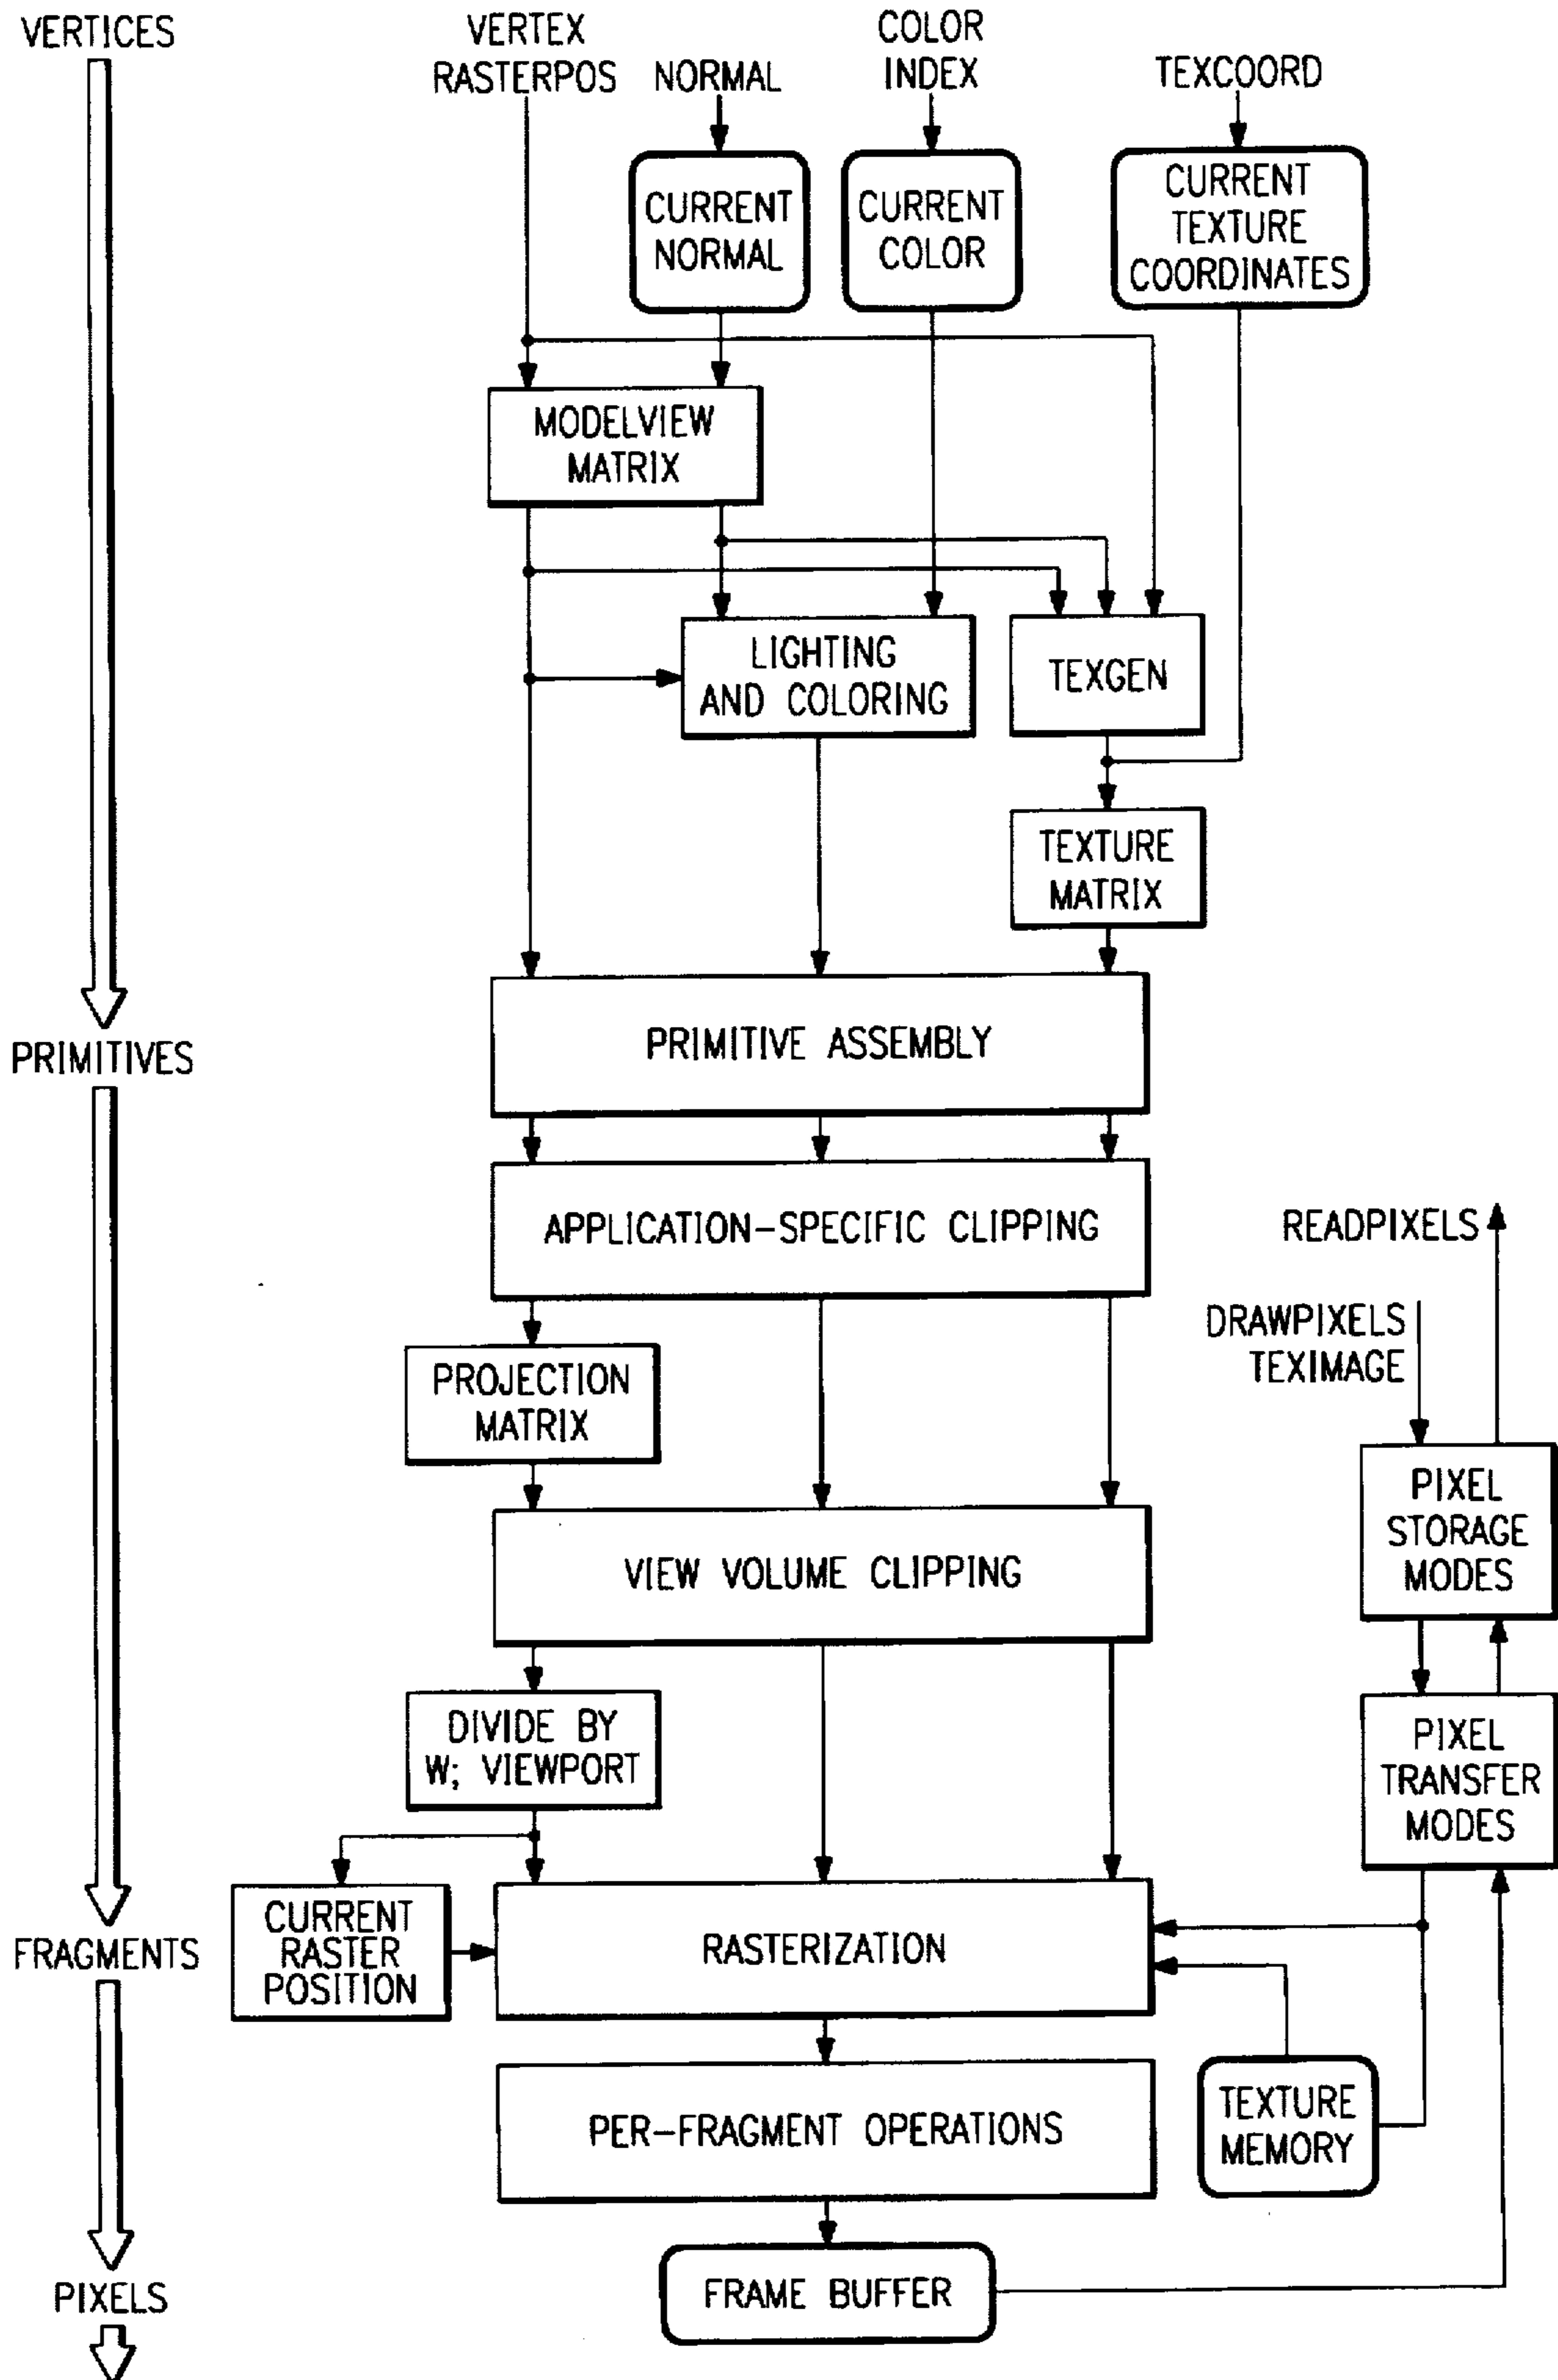 VERTICES
VERTEX
RASTERPOS
NORMAL
COLOR
INDEX
TEXCOORD
CURRENT
NORMAL
CURRENT
COLOR
CURRENT
TEXTURE
COORDINATES
MODELVIEW
MATRIX
LIGHTING
AND COLORING
TEXGEN
TEXTURE
MATRIX
PRIMITIVES
PRIMITIVE ASSEMBLY
APPLICATION-SPECIFIC CLIPPING
READPIXELS
DRAWPIXELS
TEXIMAGE
PROJECTION
MATRIX
PIXEL
STORAGE
MODES
VIEW VOLUME CLIPPING
DIVIDE BY
W; VIEWPORT
PIXEL
TRANSFER
MODES
FRAGMENTS
CURRENT
RASTER
POSITION
RASTERIZATION
PER-FRAGMENT OPERATIONS
TEXTURE
MEMORY
PIXELS
FRAME BUFFER